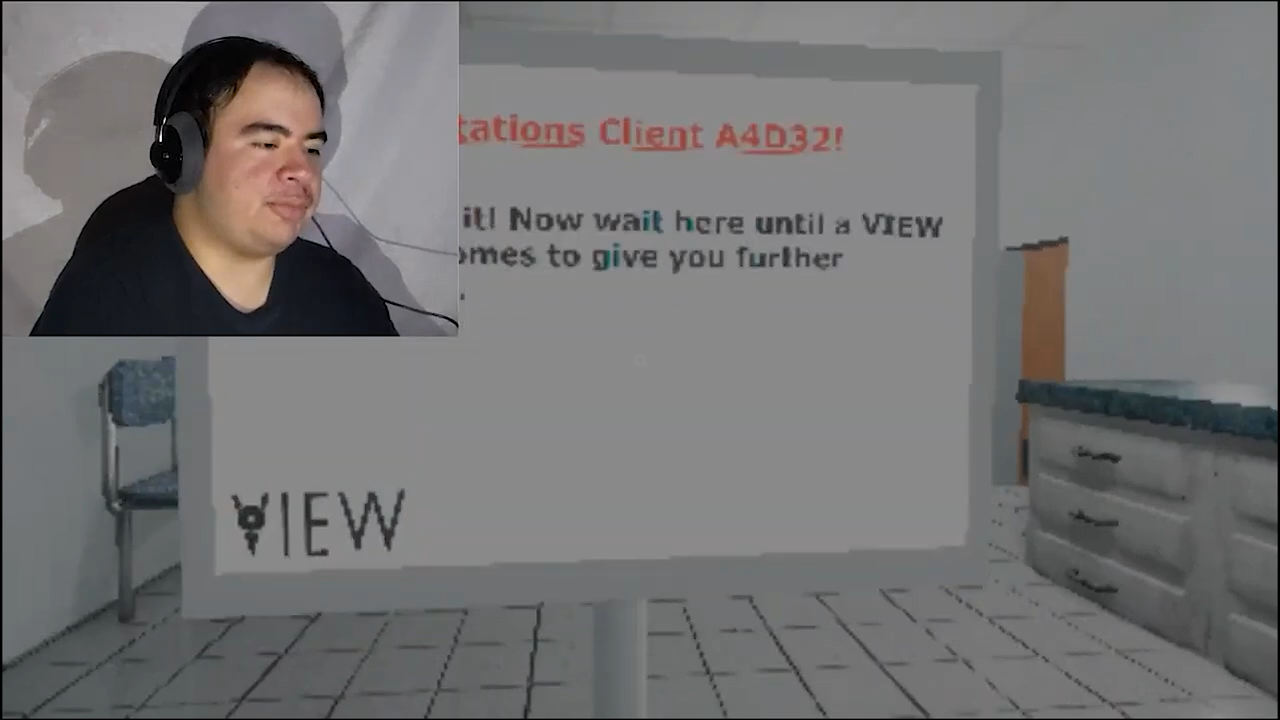 tations Client A4D32!
it! Now wait here until a VIEW
omes to give you further
.
VIEW